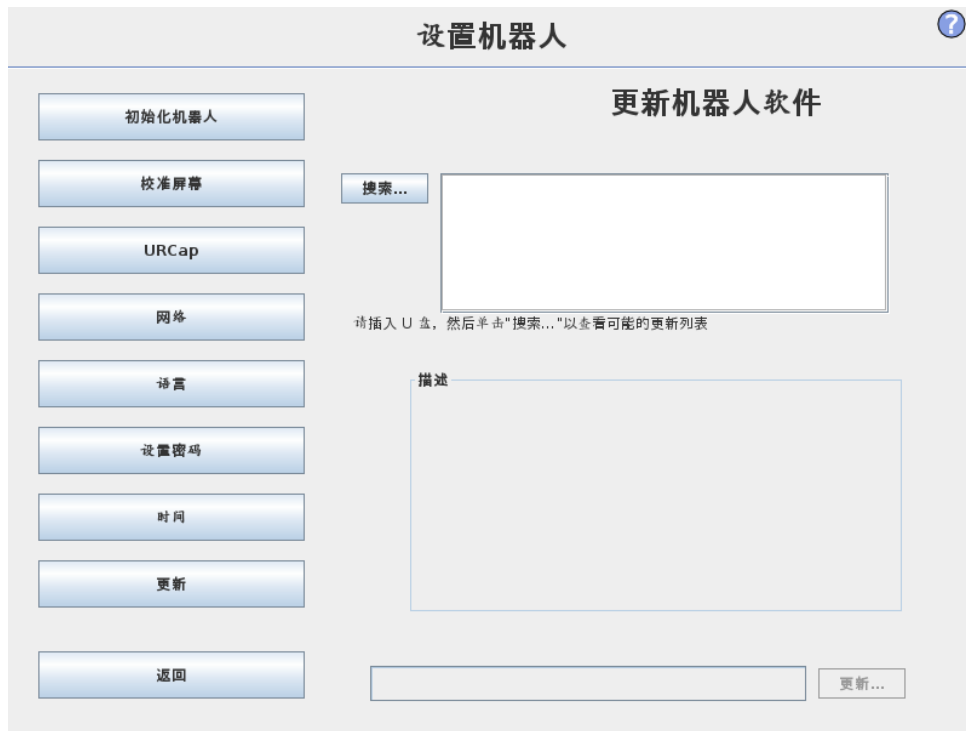 设置机器人
?
更新机器人软件
初始化机器人
校准屏幕
搜索...
URCap
网络
请插入 U 盘，然后单击"搜索..."以查看可能的更新列表
语言
描述
设置密码
时间
更新
返回
更新...